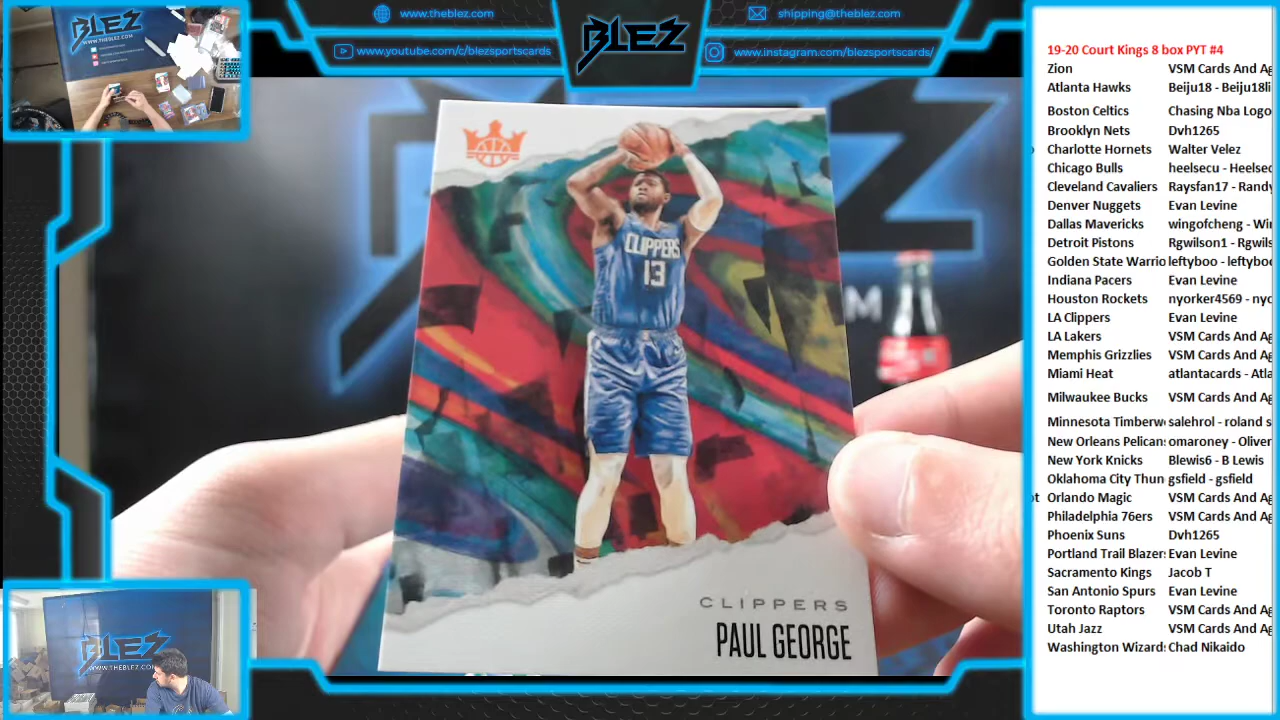 www.theblez.com
BLEZ
shipping@theblez.com
www.youtube.com/c/blezsportscards
www.instagram.com/blezsportscards/
BLEZ
WWW.THEBLEZ.COM
CLIPPERS
13
CLIPPERS
PAUL GEORGE
BLEZ
WWW.THEBLEZ.COM
19-20 Court Kings 8 box PYT #4
Zion VSM Cards And Ag
Atlanta Hawks Beiju18 - Beiju18li
Boston Celtics Chasing Nba Logo
Brooklyn Nets Dvh1265
Charlotte Hornets Walter Velez
Chicago Bulls heelsecu - Heelsec
Cleveland Cavaliers Raysfan17 - Randy
Denver Nuggets Evan Levine
Dallas Mavericks wingofcheng - Win
Detroit Pistons Rgwilson1 - Rgwils
Golden State Warrio leftyboo - leftyboo
Indiana Pacers Evan Levine
Houston Rockets nyorker4569 - nyo
LA Clippers Evan Levine
LA Lakers VSM Cards And Ag
Memphis Grizzlies VSM Cards And Ag
Miami Heat atlantacards - Atla
Milwaukee Bucks VSM Cards And Ag
Minnesota Timberw salehrol - roland s
New Orleans Pelican omaroney - Oliver
New York Knicks Blewis6 - B Lewis
Oklahoma City Thun gsfield - gsfield
Orlando Magic VSM Cards And Ag
Philadelphia 76ers VSM Cards And Ag
Phoenix Suns Dvh1265
Portland Trail Blazer Evan Levine
Sacramento Kings Jacob T
San Antonio Spurs Evan Levine
Toronto Raptors VSM Cards And Ag
Utah Jazz VSM Cards And Ag
Washington Wizard Chad Nikaido